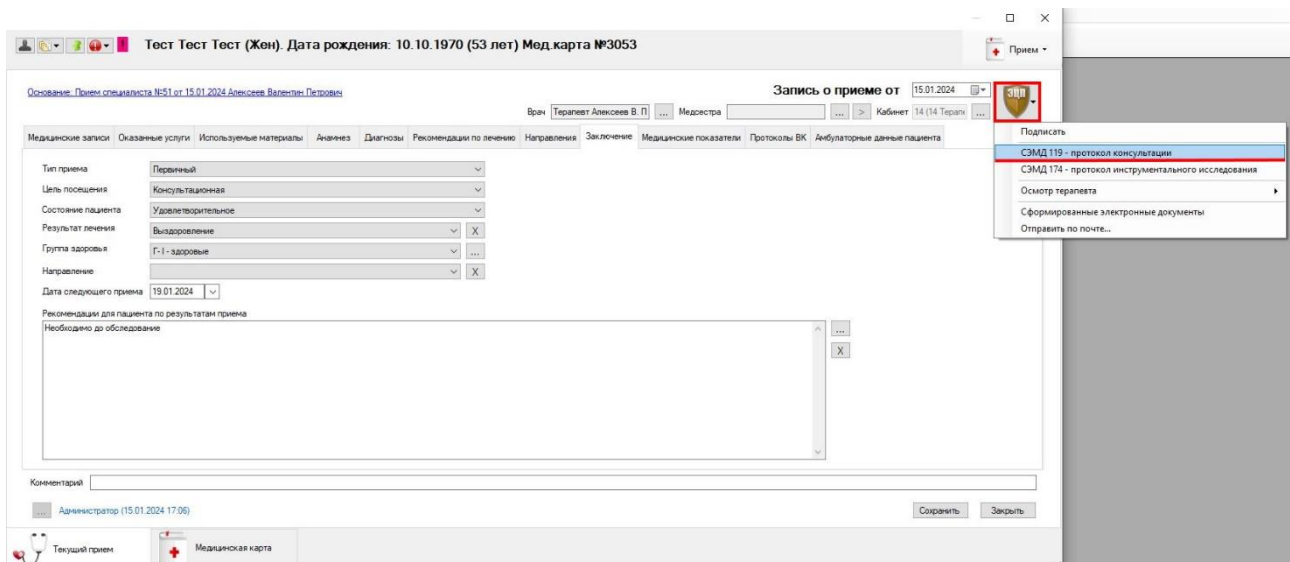 Тест Тест Тест (Жен). Дата рождения: 10.10.1970 (53 лет) Мед.карта №3053
Прием
Основание: Прием специалиста №51 от 15.01.2024 Алексеев Валентин Петрович
Запись о приеме от 15.01.2024
ЭЦП
Врач Терапевт Алексеев В. П ... Медсестра ... > Кабинет 14 (14 Терапи ...
Медицинские записи Оказанные услуги Используемые материалы Анамнез Диагнозы Рекомендации по лечению Направления Заключение Медицинские показатели Протоколы ВК Амбулаторные данные пациента
Подписать
СЭМД 119 - протокол консультации
СЭМД 174 - протокол инструментального исследования
Осмотр терапевта
Сформированные электронные документы
Отправить по почте...
Тип приема Первичный
Цель посещения Консультационная
Состояние пациента Удовлетворительное
Результат лечения Выздоровление X
Группа здоровья Г- I - здоровые ...
Направление X
Дата следующего приема 19.01.2024
Рекомендации для пациента по результатам приема
Необходимо до обследование
...
X
Комментарий
... Администратор (15.01.2024 17:06) Сохранить Закрыть
Текущий прием Медицинская карта